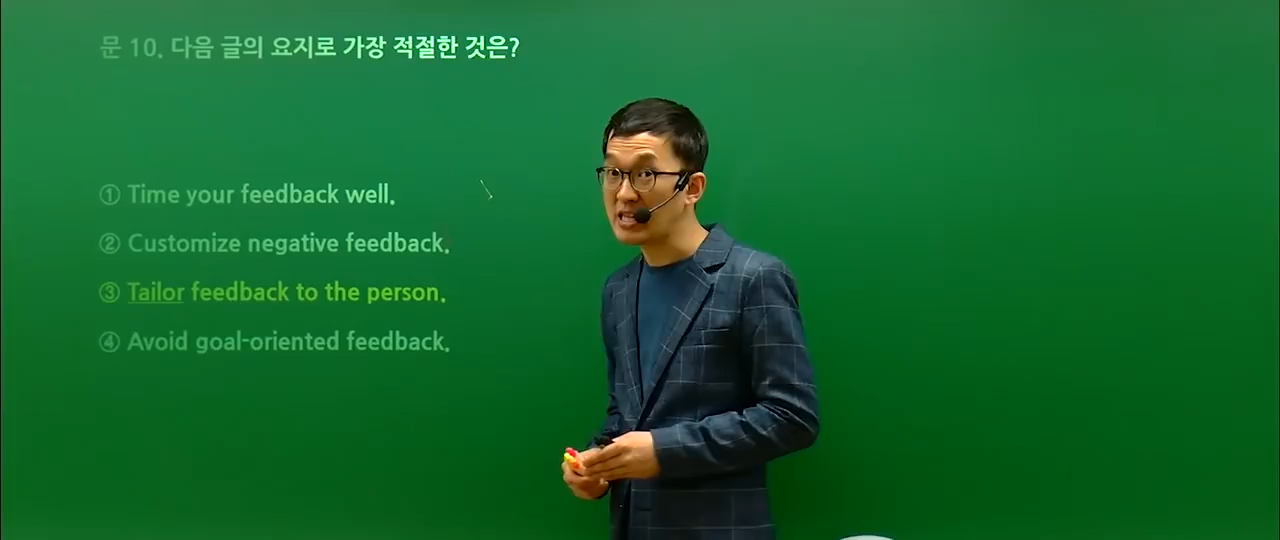 문 10. 다음 글의 요지로 가장 적절한 것은?
① Time your feedback well.
② Customize negative feedback.
③ Tailor feedback to the person.
④ Avoid goal-oriented feedback.